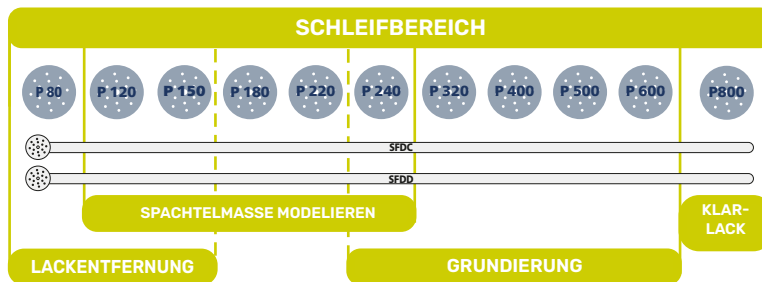 SCHLEIFBEREICH
P 80 P 120 P 150 P 180 P 220 P 240 P 320 P 400 P 500 P 600 P800
SFDC
SFDD
SPACHTELMASSE MODELIEREN
KLAR-
LACK
LACKENTFERNUNG
GRUNDIERUNG